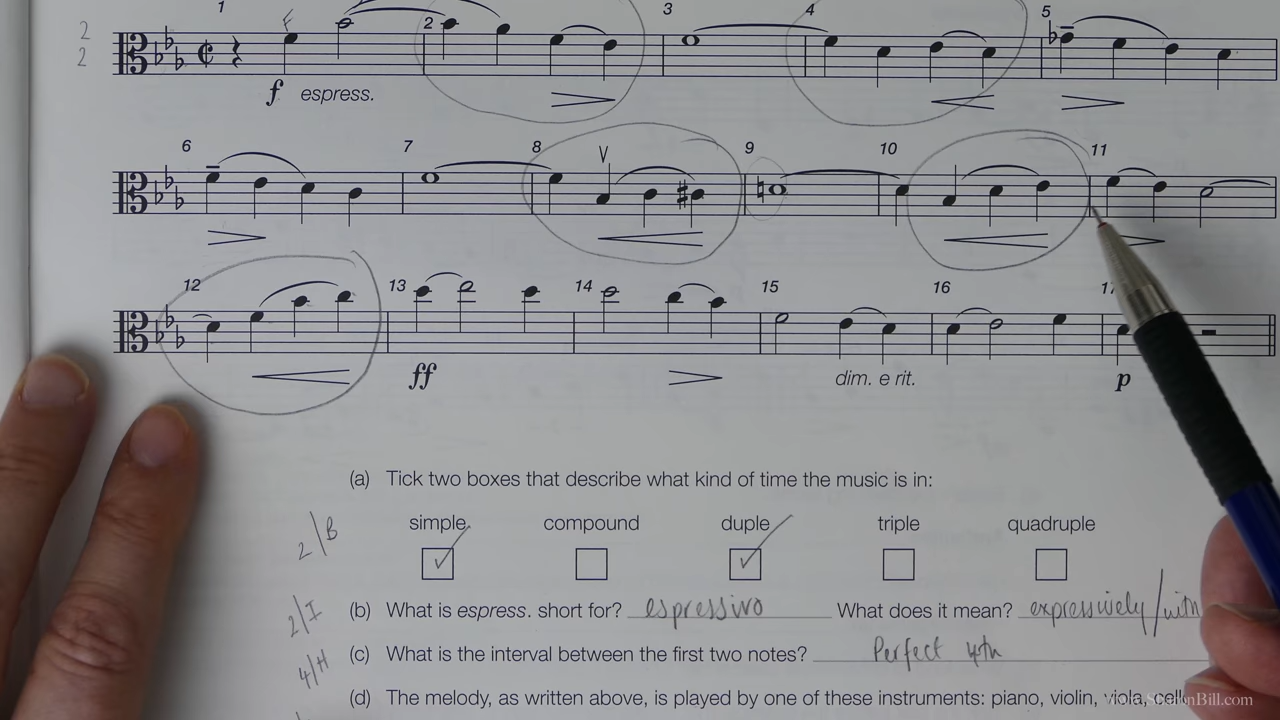 1 2 3 4 5
F
2
2
f espress.
6 7 8 9 10 11
V
12 13 14 15 16
ff dim. e rit. p
(a) Tick two boxes that describe what kind of time the music is in:
2/B simple compound duple triple quadruple
2/I (b) What is espress. short for? espressivo What does it mean? expressively/with
4/H (c) What is the interval between the first two notes? Perfect 4th
(d) The melody, as written above, is played by one of these instruments: piano, violin, viola,